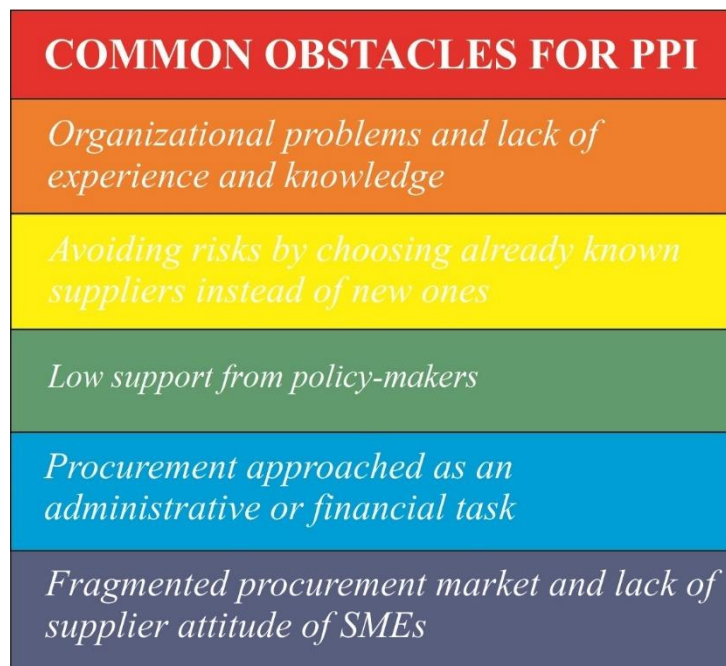 COMMON OBSTACLES FOR PPI
Organizational problems and lack of
experience and knowledge
Avoiding risks by choosing already known
suppliers instead of new ones
Low support from policy-makers
Procurement approached as an
administrative or financial task
Fragmented procurement market and lack of
supplier attitude of SMEs